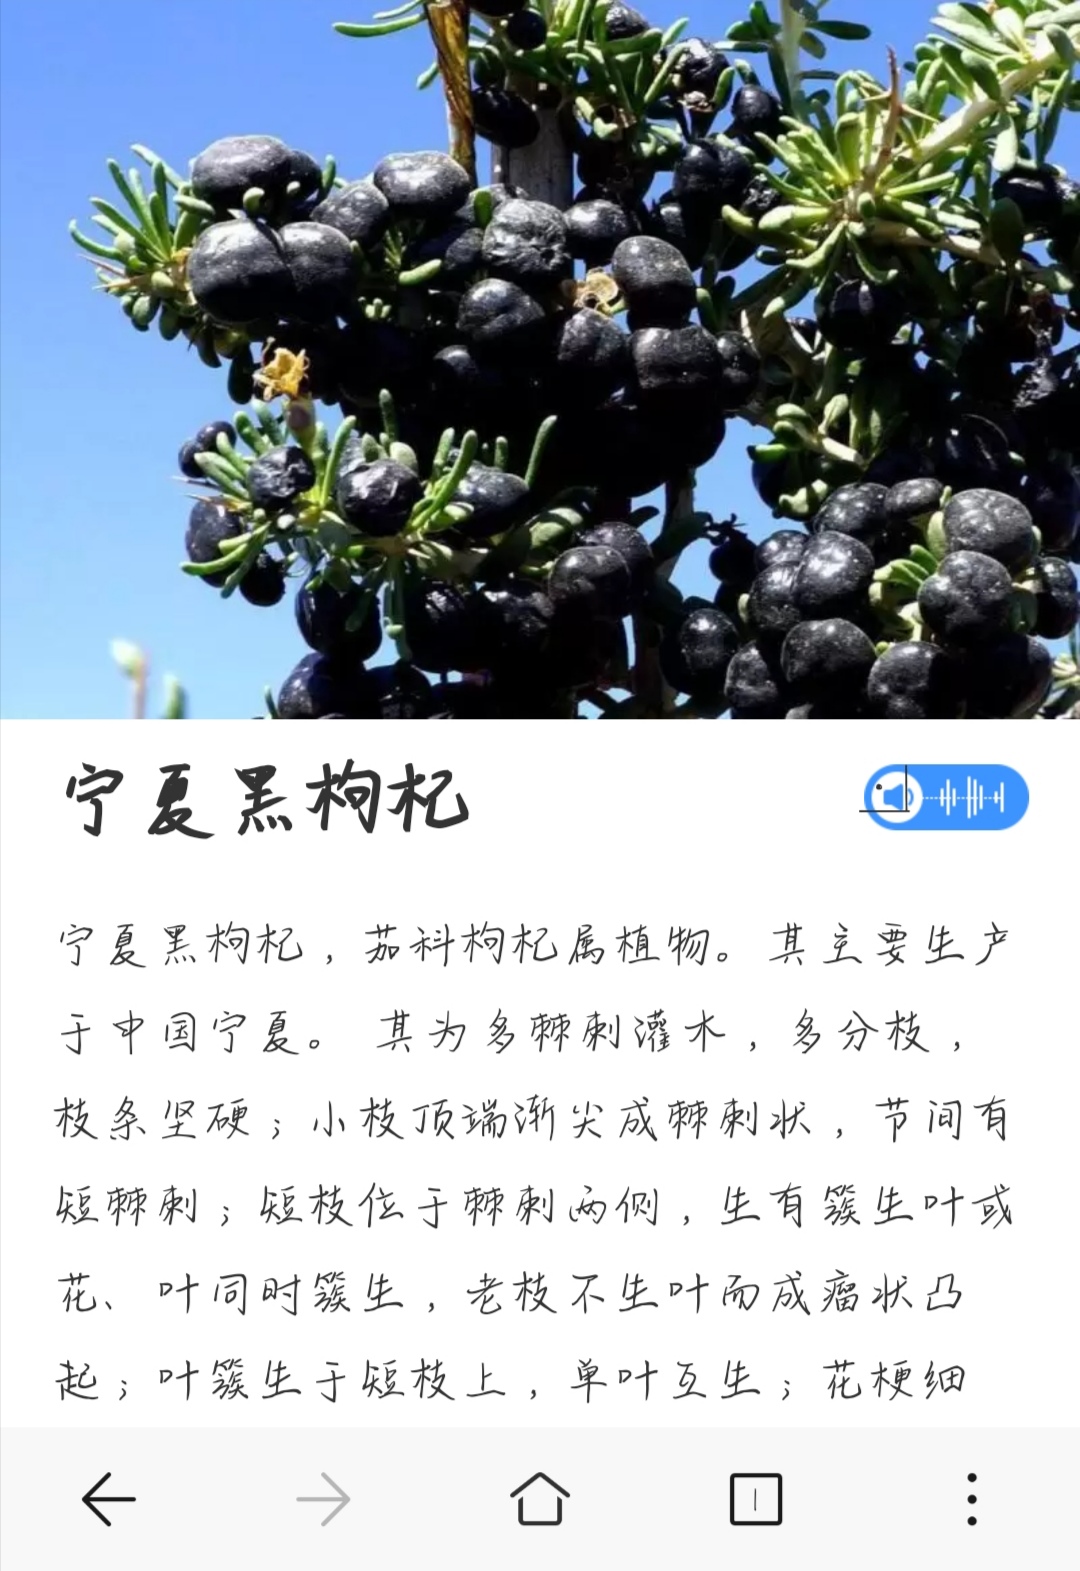 宁夏黑枸杞
宁夏黑枸杞，茄科枸杞属植物。其主要生产
于中国宁夏。 其为多棘刺灌木，多分枝，
枝条坚硬；小枝顶端渐尖成棘刺状，节间有
短棘刺；短枝位于棘刺两侧，生有簇生叶或
花、叶同时簇生，老枝不生叶而成瘤状凸
起；叶簇生于短枝上，单叶互生；花梗细
1